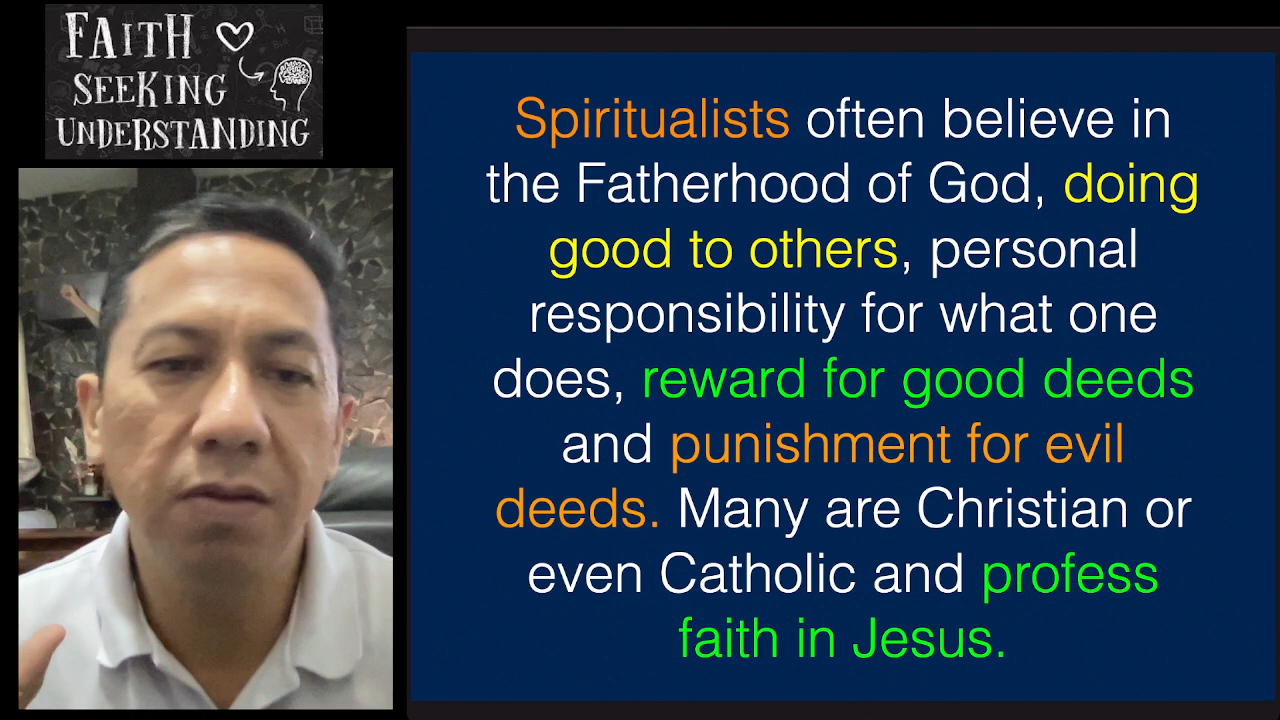 FAITH
SEEKING
UNDERSTANDING
Spiritualists often believe in
the Fatherhood of God, doing
good to others, personal
responsibility for what one
does, reward for good deeds
and punishment for evil
deeds. Many are Christian or
even Catholic and profess
faith in Jesus.